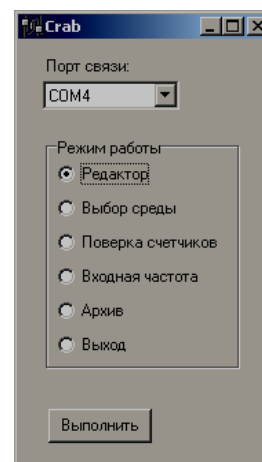 Crab
Порт связи:
COM4
Режим работы
Редактор
Выбор среды
Поверка счетчиков
Входная частота
Архив
Выход
Выполнить